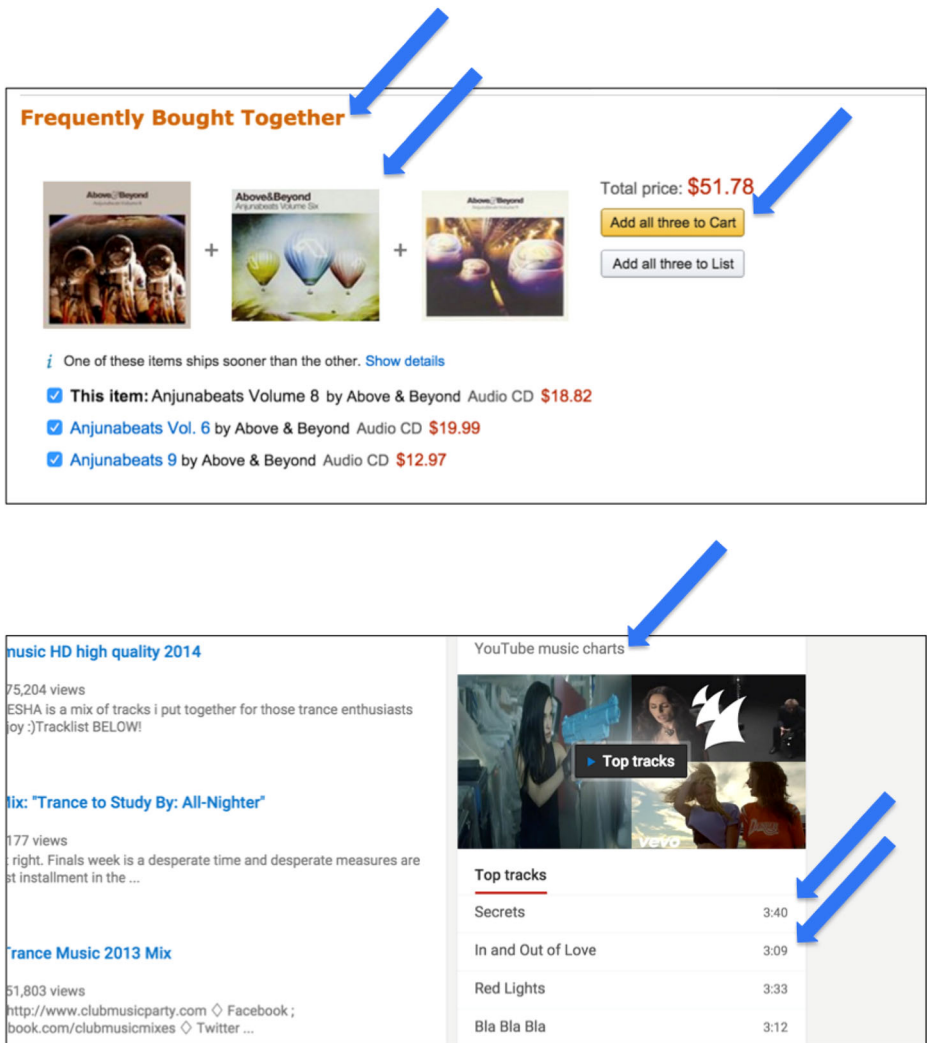 Frequently Bought Together
Above&Beyond
Anjunabeats Volume 8
+
Above&Beyond
Anjunabeats Volume Six
+
Above&Beyond
Total price: $51.78
Add all three to Cart
Add all three to List
i One of these items ships sooner than the other. Show details
This item: Anjunabeats Volume 8 by Above & Beyond Audio CD $18.82
Anjunabeats Vol. 6 by Above & Beyond Audio CD $19.99
Anjunabeats 9 by Above & Beyond Audio CD $12.97
music HD high quality 2014
75,204 views
ESHA is a mix of tracks i put together for those trance enthusiasts
joy :)Tracklist BELOW!
Mix: "Trance to Study By: All-Nighter"
177 views
right. Finals week is a desperate time and desperate measures are
st installment in the ...
Trance Music 2013 Mix
51,803 views
http://www.clubmusicparty.com ◇ Facebook ;
book.com/clubmusicmixes ◇ Twitter ...
YouTube music charts
Top tracks
vevo
Top tracks
Secrets 3:40
In and Out of Love 3:09
Red Lights 3:33
Bla Bla Bla 3:12